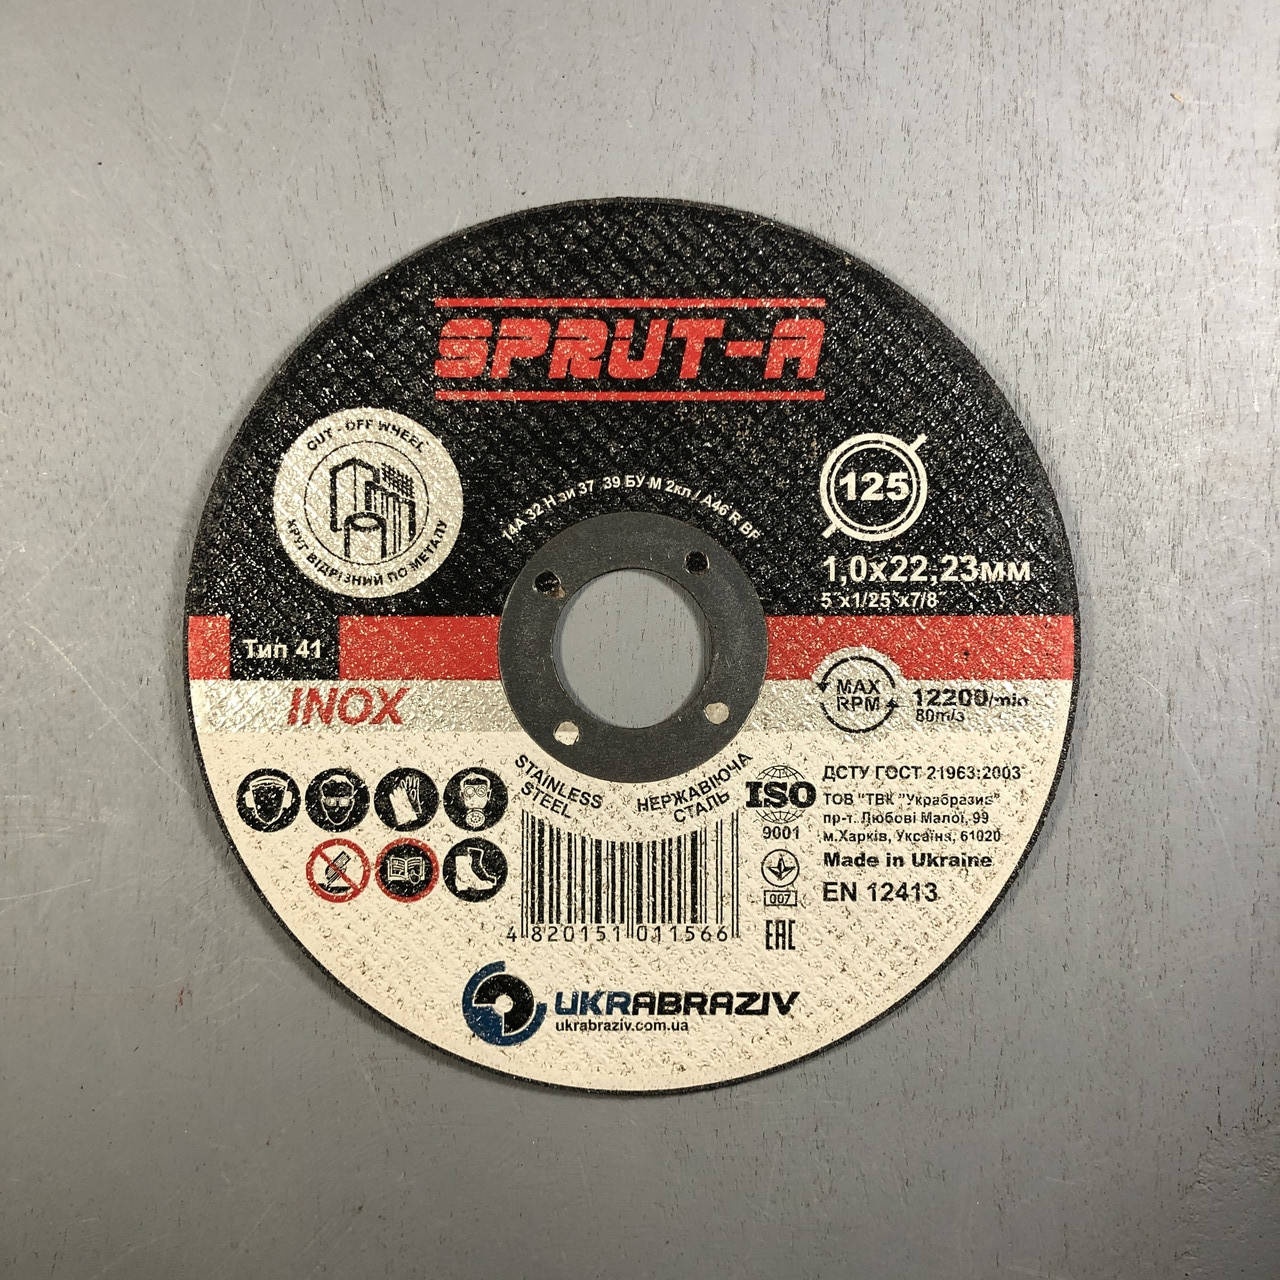 SPRUT-A
CUT - OFF WHEEL
КРУГ ВІДРІЗНИЙ ПО МЕТАЛУ
14А 32 Н зи 37 39 БУ-М 2кл / A46 R BF
125
1,0x22,23мм
5"x1/25"x7/8"
Тип 41
INOX
MAX
RPM
12200/min
80m/s
STAINLESS
STEEL
НЕРЖАВІЮЧА
СТАЛЬ
ISO
9001
ДСТУ ГОСТ 21963:2003
ТОВ "ТВК "Украбразив"
пр-т. Любові Малої, 99
м.Харків, Україна, 61020
Made in Ukraine
EN 12413
007
EAC
4 820151 011566
UKRABRAZIV
ukrabraziv.com.ua